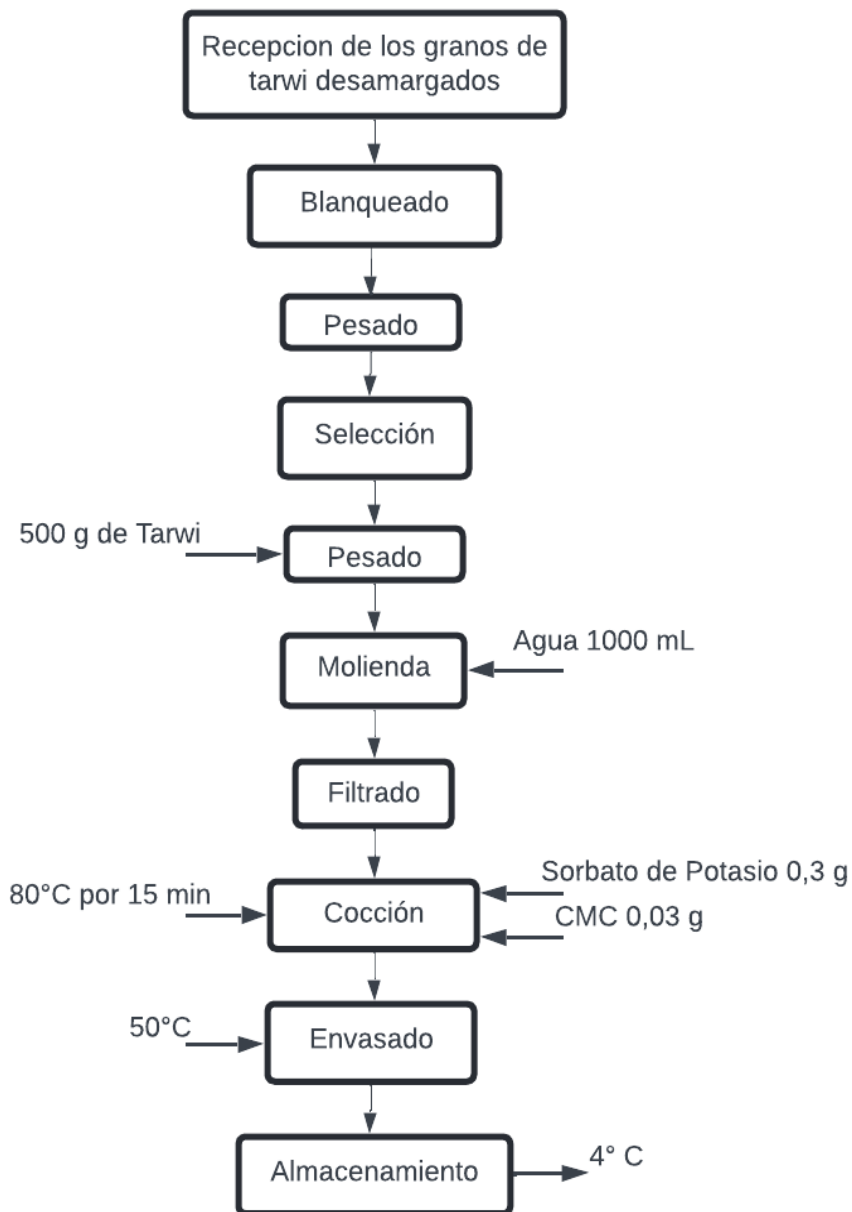 Recepcion de los granos de
tarwi desamargados
Blanqueado
Pesado
Selección
500 g de Tarwi
Pesado
Agua 1000 mL
Molienda
Filtrado
80°C por 15 min
Cocción
Sorbato de Potasio 0,3 g
CMC 0,03 g
50°C
Envasado
Almacenamiento
4° C